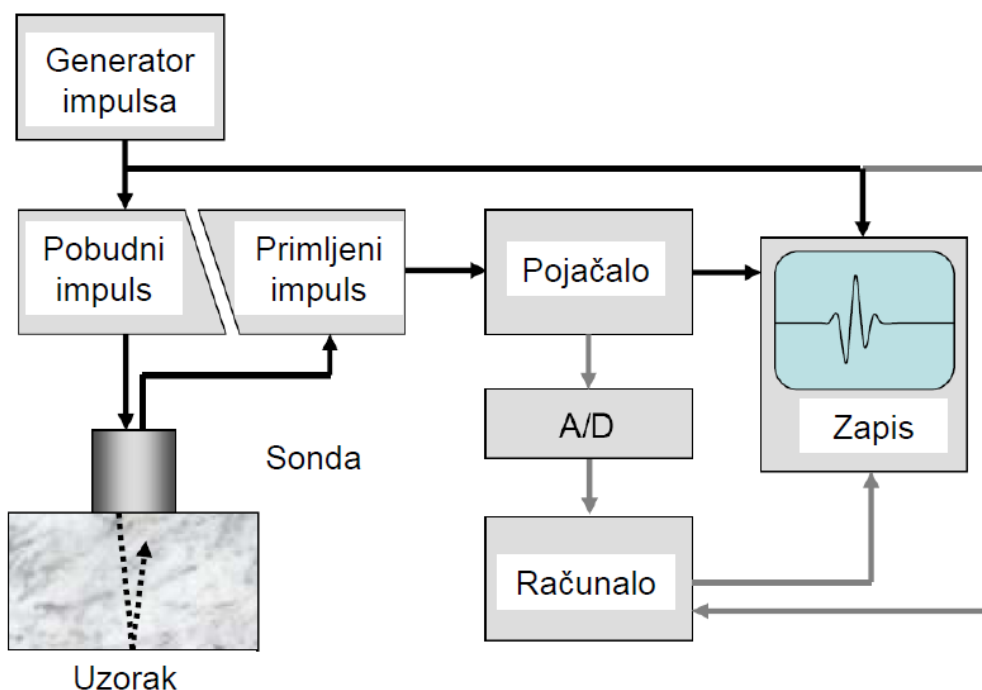 Generator
impulsa
Pobudni
impuls
Primljeni
impuls
Pojačalo
A/D
Zapis
Sonda
Računalo
Uzorak